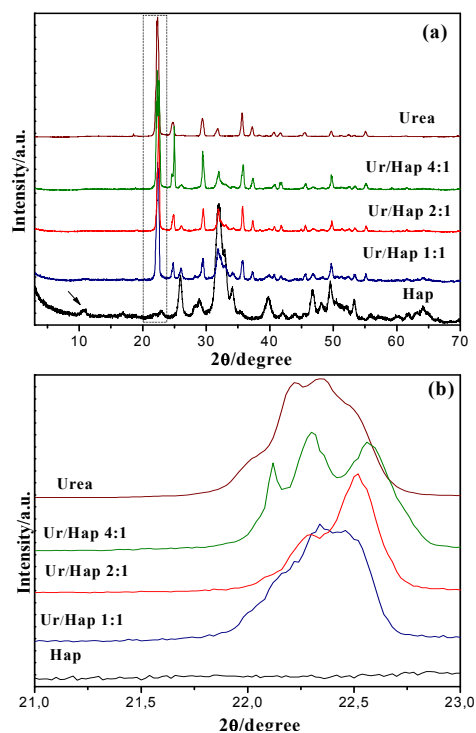 (a)
Urea
Ur/Hap 4:1
Ur/Hap 2:1
Ur/Hap 1:1
Hap
Intensity/a.u.
10 20 30 40 50 60 70
2θ/degree
(b)
Urea
Ur/Hap 4:1
Ur/Hap 2:1
Ur/Hap 1:1
Hap
Intensity/a.u.
21,0 21,5 22,0 22,5 23,0
2θ/degree